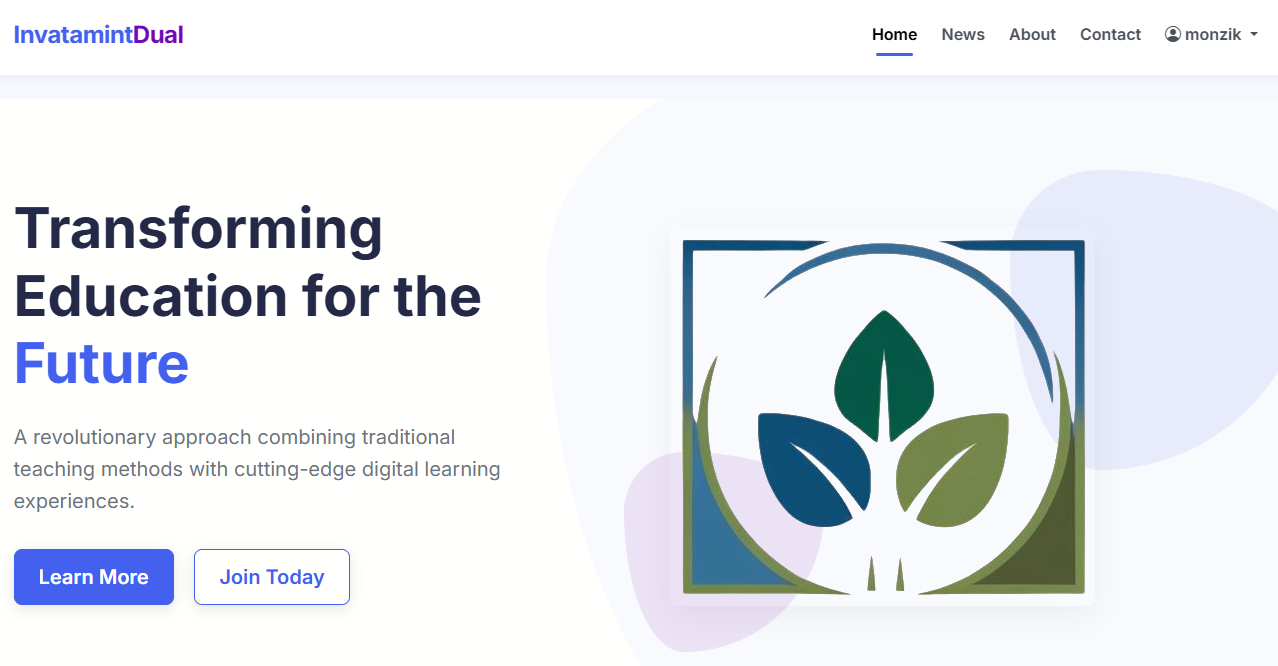 InvatamintDual
Home
News
About
Contact
monzik
Transforming
Education for the
Future
A revolutionary approach combining traditional
teaching methods with cutting-edge digital learning
experiences.
Learn More
Join Today